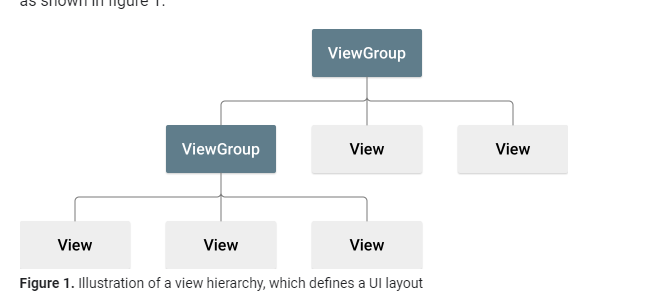 as shown in figure 1.
ViewGroup
ViewGroup
View
View
View
View
View
Figure 1. Illustration of a view hierarchy, which defines a UI layout